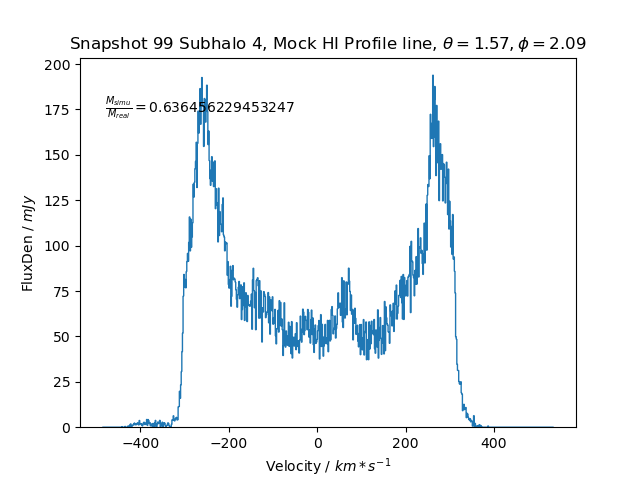 Snapshot 99 Subhalo 4, Mock HI Profile line, θ = 1.57, ϕ = 2.09
200
175
150
125
100
75
50
25
0
FluxDen / mJy
M_simu/M_real = 0.636456229453247
−400 −200 0 200 400
Velocity / km * s⁻¹